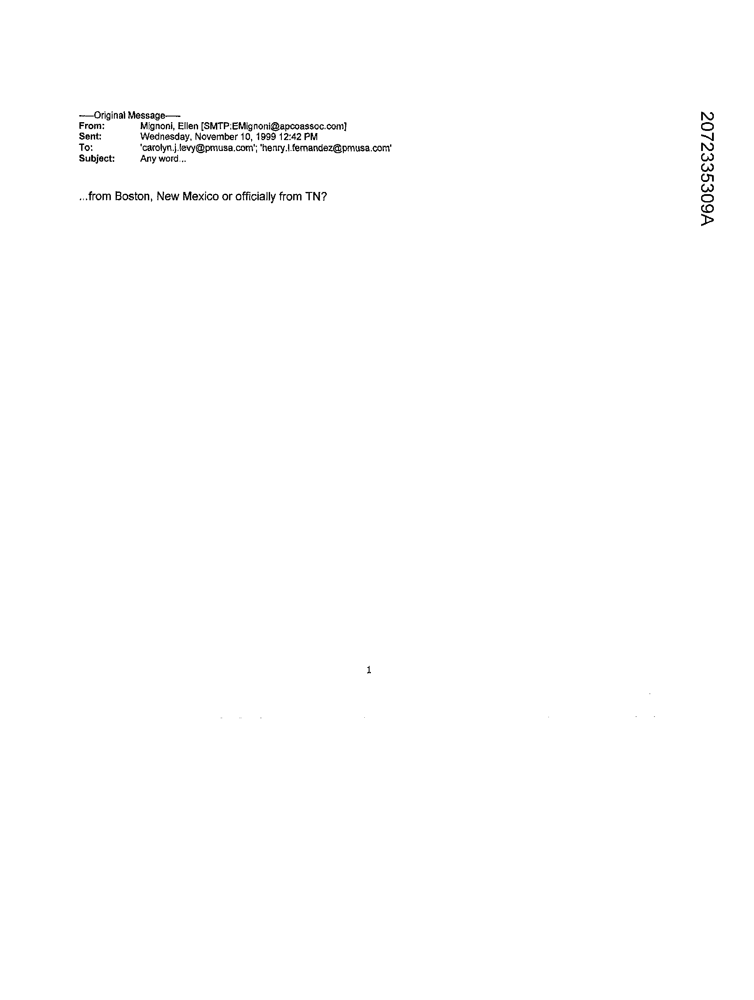 -----Original Message-----
From: Mignoni, Ellen [SMTP:EMignoni@apcoassoc.com]
Sent: Wednesday, November 10, 1999 12:42 PM
To: 'carolyn.j.levy@pmusa.com'; 'henry.l.fernandez@pmusa.com'
Subject: Any word...
...from Boston, New Mexico or officially from TN?
1
2072335309A